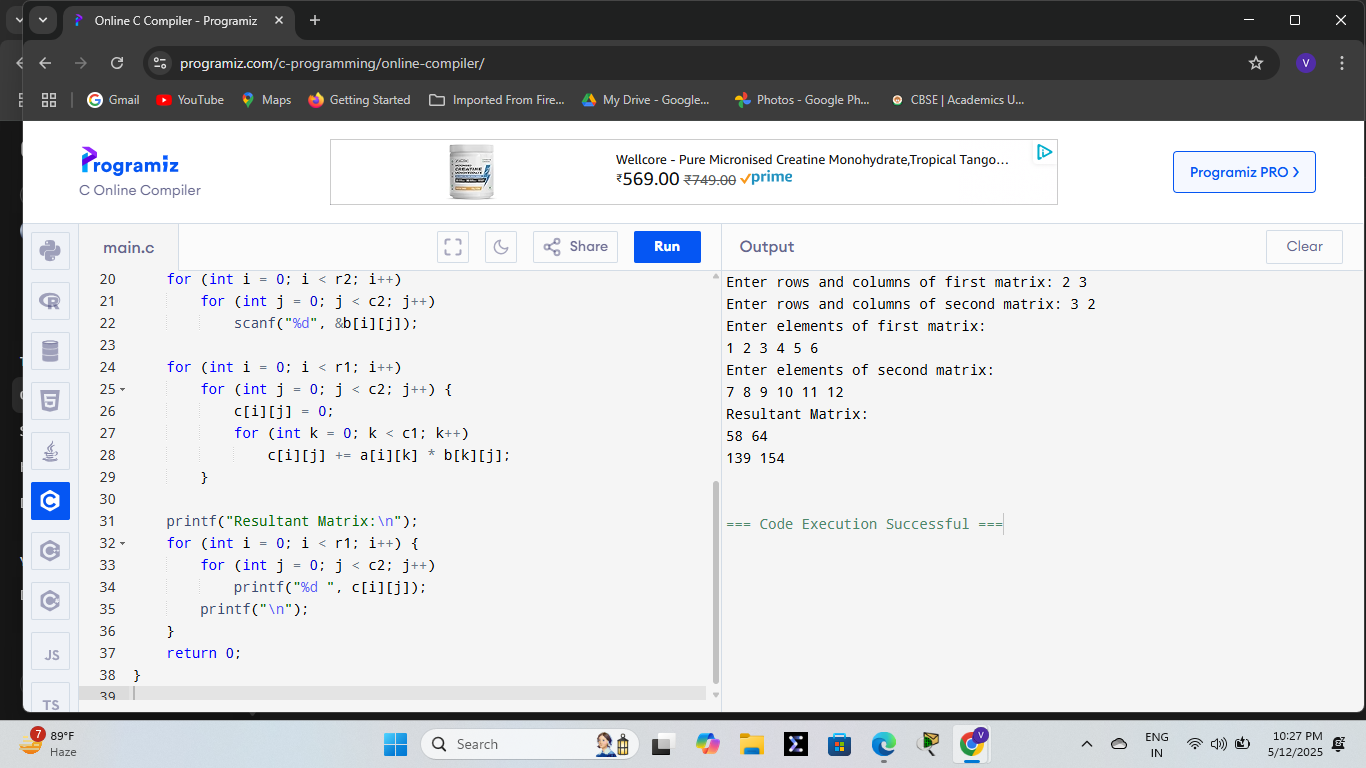 Online C Compiler - Programiz
programiz.com/c-programming/online-compiler/
V
Gmail
YouTube
Maps
Getting Started
Imported From Fire...
My Drive - Google...
Photos - Google Ph...
CBSE | Academics U...
Programiz
C Online Compiler
Wellcore - Pure Micronised Creatine Monohydrate,Tropical Tango...
₹569.00 ₹749.00 prime
Programiz PRO
main.c
Share
Run
Output
Clear
20 for (int i = 0; i < r2; i++)
21 for (int j = 0; j < c2; j++)
22 scanf("%d", &b[i][j]);
23
24 for (int i = 0; i < r1; i++)
25 for (int j = 0; j < c2; j++) {
26 c[i][j] = 0;
27 for (int k = 0; k < c1; k++)
28 c[i][j] += a[i][k] * b[k][j];
29 }
30
31 printf("Resultant Matrix:\n");
32 for (int i = 0; i < r1; i++) {
33 for (int j = 0; j < c2; j++)
34 printf("%d ", c[i][j]);
35 printf("\n");
36 }
37 return 0;
38 }
39
JS
TS
Enter rows and columns of first matrix: 2 3
Enter rows and columns of second matrix: 3 2
Enter elements of first matrix:
1 2 3 4 5 6
Enter elements of second matrix:
7 8 9 10 11 12
Resultant Matrix:
58 64
139 154
=== Code Execution Successful ===
7
89°F
Haze
Search
V
ENG
IN
10:27 PM
5/12/2025